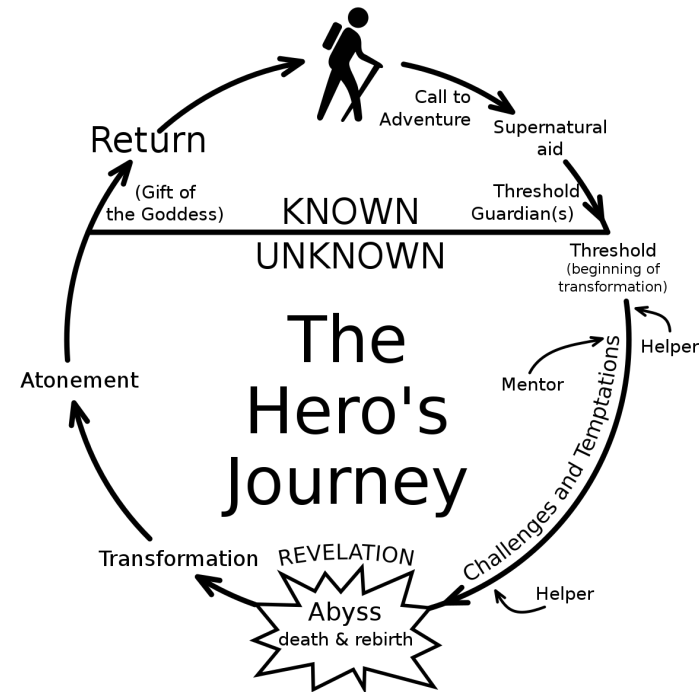 Call to
Adventure
Supernatural
aid
Return
(Gift of
the Goddess)
Threshold
Guardian(s)
KNOWN
UNKNOWN
Threshold
(beginning of
transformation)
Helper
Mentor
Challenges and Temptations
The
Hero's
Journey
Atonement
Transformation
REVELATION
Abyss
death & rebirth
Helper